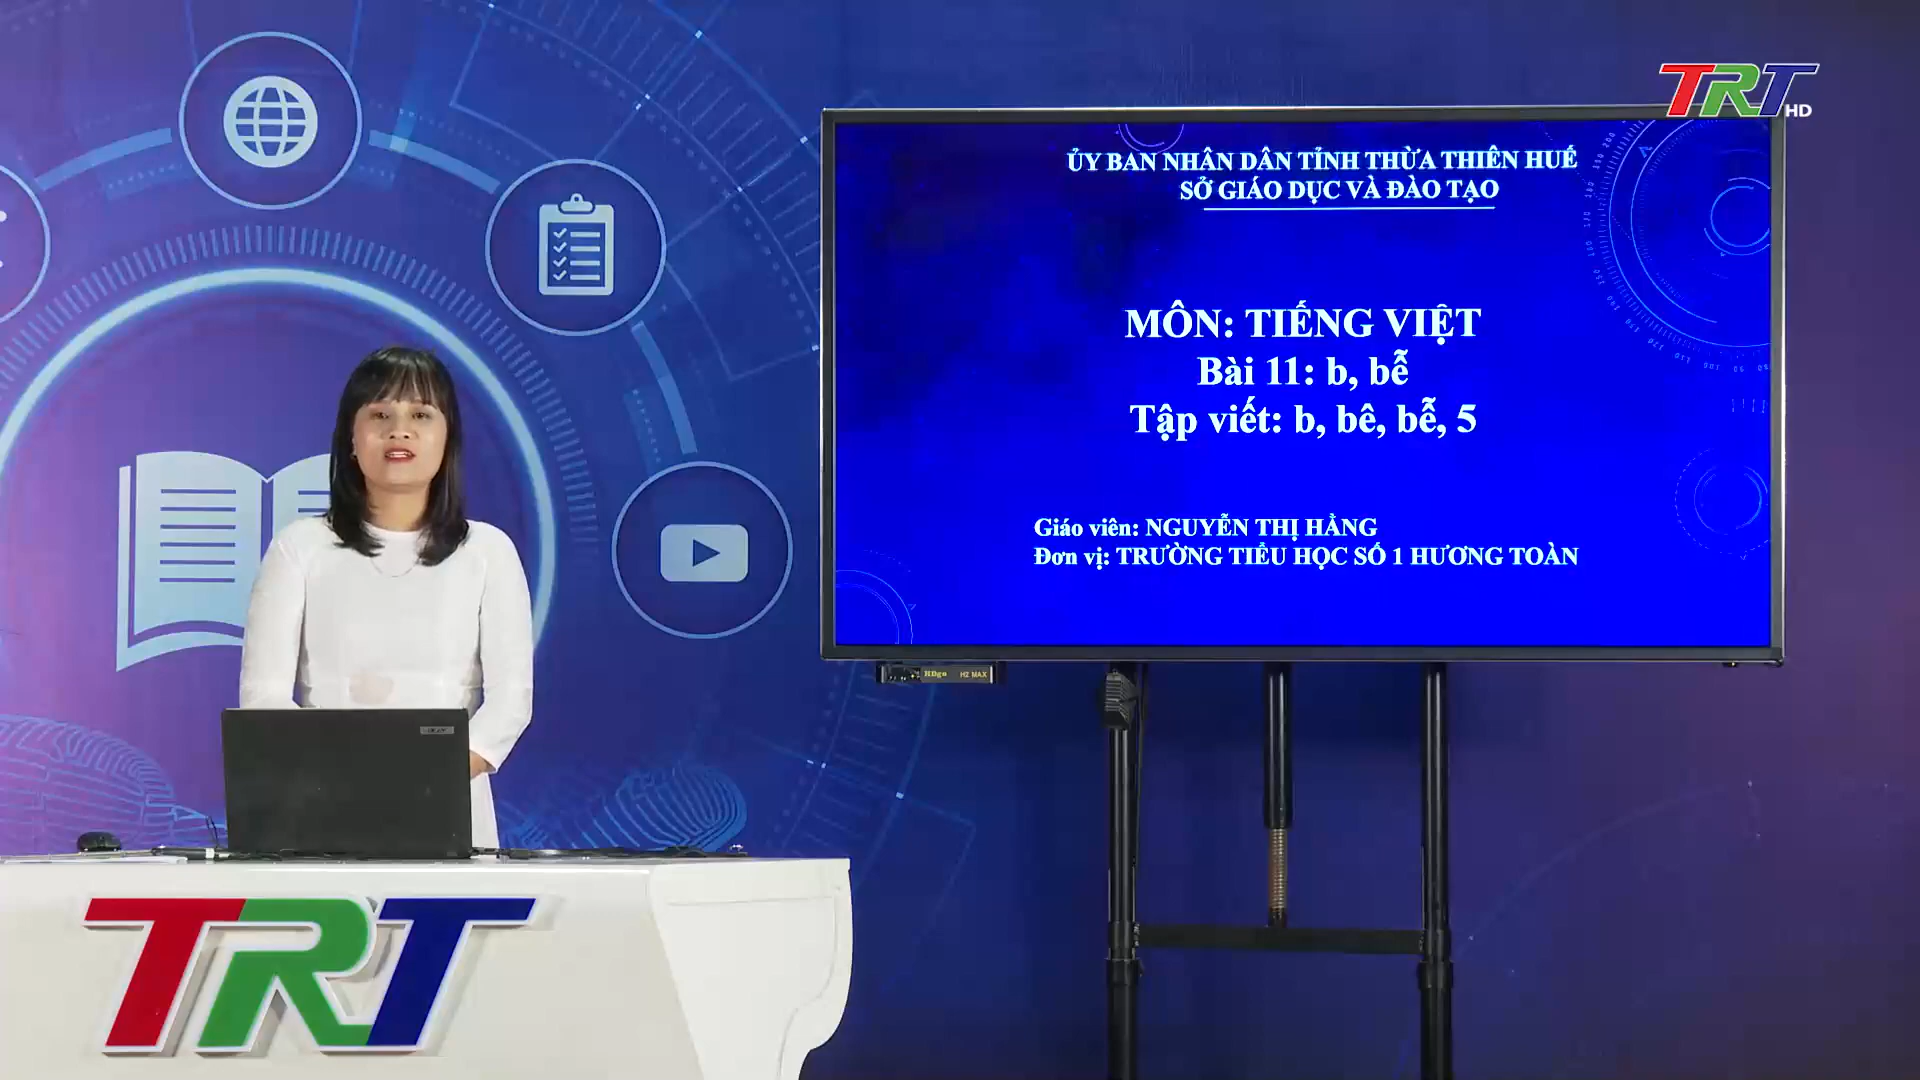 TRT HD
ỦY BAN NHÂN DÂN TỈNH THỪA THIÊN HUẾ
SỞ GIÁO DỤC VÀ ĐÀO TẠO
MÔN: TIẾNG VIỆT
Bài 11: b, bễ
Tập viết: b, bê, bễ, 5
Giáo viên: NGUYỄN THỊ HẰNG
Đơn vị: TRƯỜNG TIỂU HỌC SỐ 1 HƯƠNG TOÀN
H2 MAX
TRT